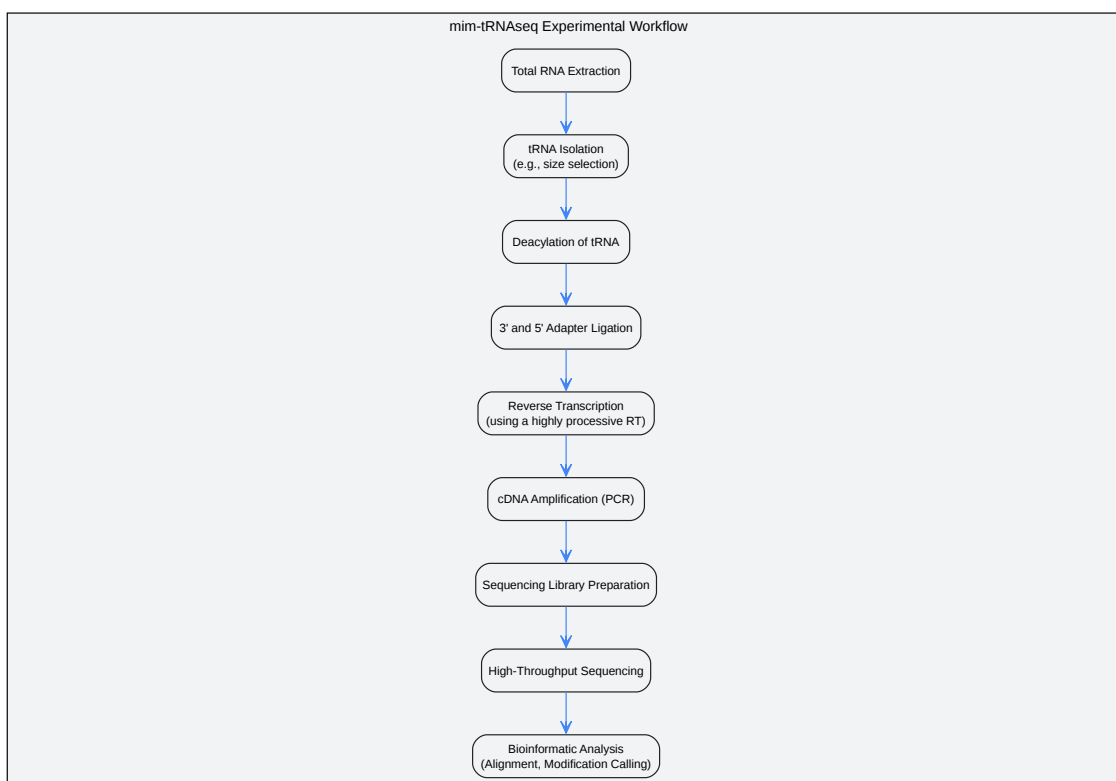 mim-tRNAseq Experimental Workflow
Total RNA Extraction
tRNA Isolation
(e.g., size selection)
Deacylation of tRNA
3' and 5' Adapter Ligation
Reverse Transcription
(using a highly processive RT)
cDNA Amplification (PCR)
Sequencing Library Preparation
High-Throughput Sequencing
Bioinformatic Analysis
(Alignment, Modification Calling)